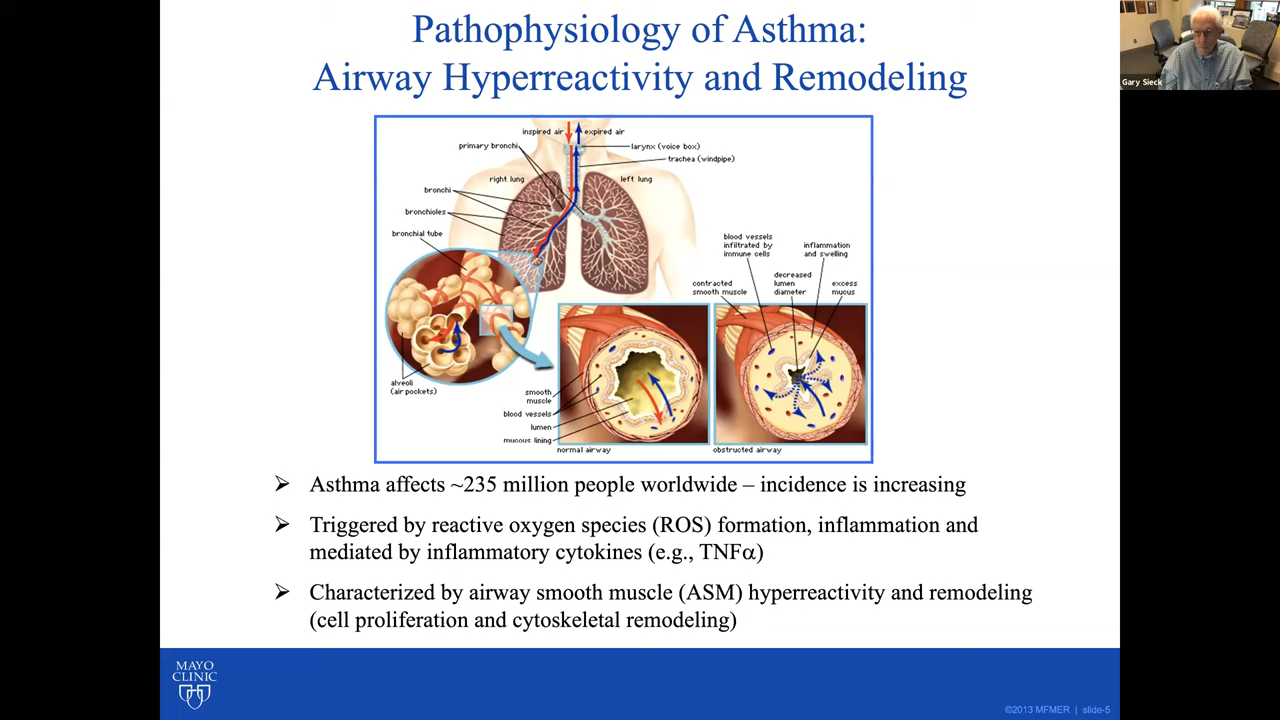 Pathophysiology of Asthma:
Airway Hyperreactivity and Remodeling
Gary Sieck
inspired air
expired air
primary bronchi
larynx (voice box)
trachea (windpipe)
right lung
left lung
bronchi
bronchioles
bronchial tube
blood vessels
infiltrated by
immune cells
inflammation
and swelling
contracted
smooth muscle
decreased
lumen
diameter
excess
mucus
alveoli
(air pockets)
smooth
muscle
blood vessels
lumen
mucous lining
normal airway
obstructed airway
➢ Asthma affects ~235 million people worldwide – incidence is increasing
➢ Triggered by reactive oxygen species (ROS) formation, inflammation and
mediated by inflammatory cytokines (e.g., TNFα)
➢ Characterized by airway smooth muscle (ASM) hyperreactivity and remodeling
(cell proliferation and cytoskeletal remodeling)
MAYO
CLINIC
©2013 MFMER | slide-5